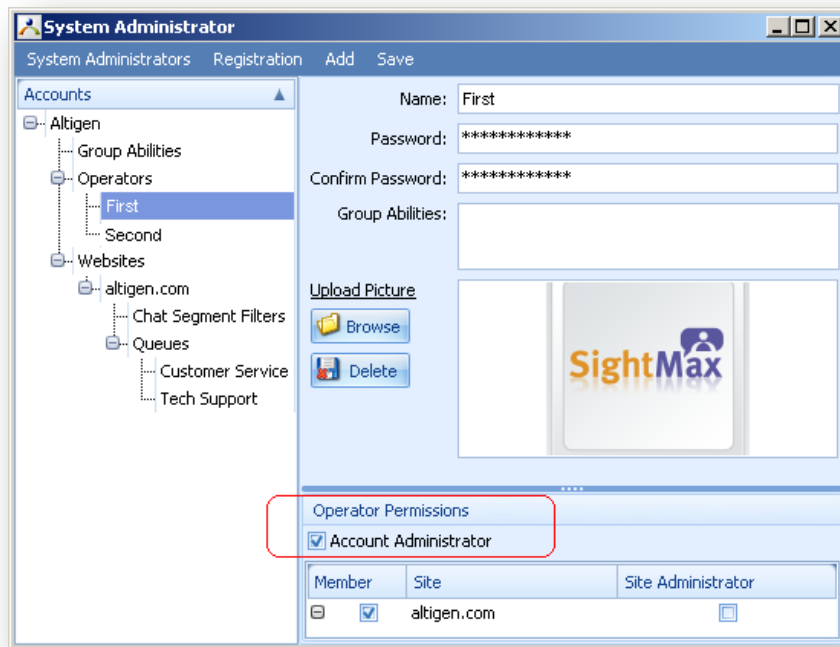 System Administrator
System Administrators Registration Add Save
Accounts
Altigen
Group Abilities
Operators
First
Second
Websites
altigen.com
Chat Segment Filters
Queues
Customer Service
Tech Support
Name: First
Password: ************
Confirm Password: ************
Group Abilities:
Upload Picture
Browse
Delete
SightMax
Operator Permissions
Account Administrator
Member Site Site Administrator
altigen.com